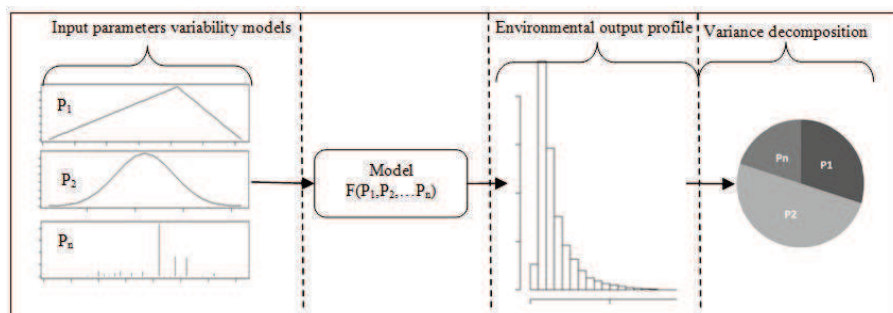 Input parameters variability models
Environmental output profile
Variance decomposition
P1
P2
Pn
Model
F(P1,P2,…Pn)
Pn
P1
P2